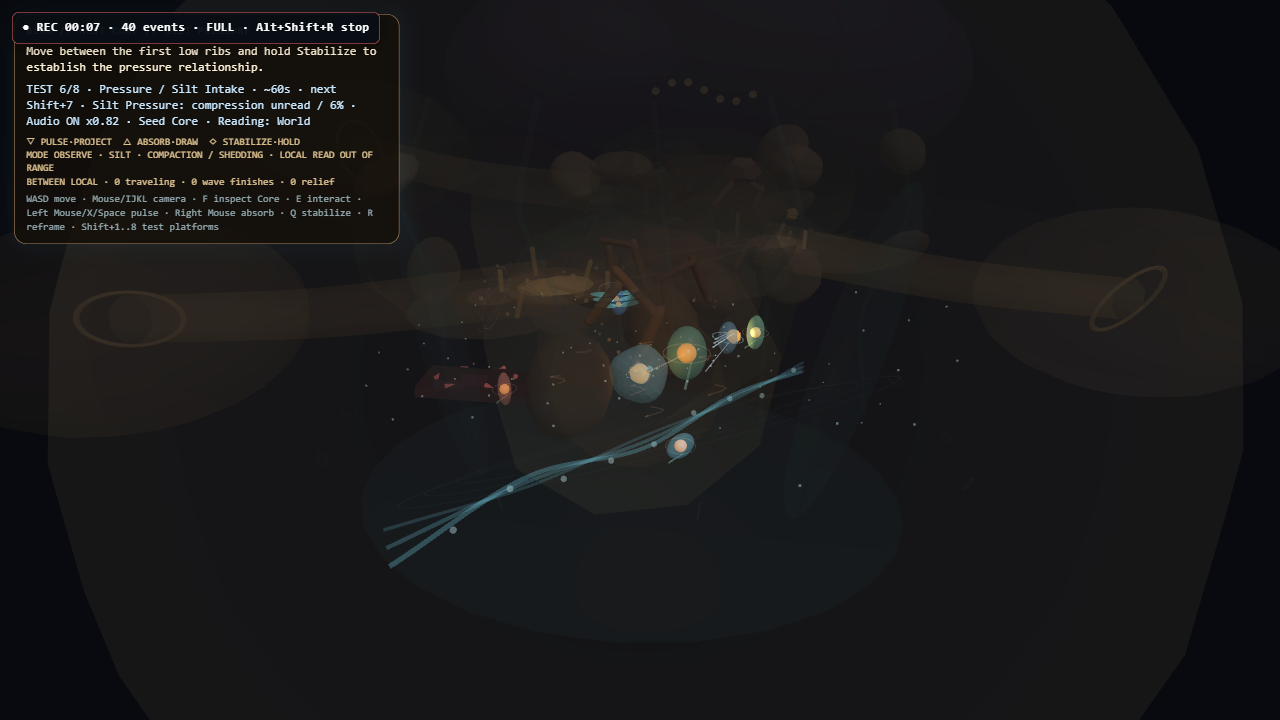 ● REC 00:07 · 40 events · FULL · Alt+Shift+R stop
Move between the first low ribs and hold Stabilize to
establish the pressure relationship.
TEST 6/8 · Pressure / Silt Intake · ~60s · next
Shift+7 · Silt Pressure: compression unread / 6% ·
Audio ON x0.82 · Seed Core · Reading: World
▽ PULSE·PROJECT △ ABSORB·DRAW ◇ STABILIZE·HOLD
MODE OBSERVE · SILT · COMPACTION / SHEDDING · LOCAL READ OUT OF
RANGE
BETWEEN LOCAL · 0 traveling · 0 wave finishes · 0 relief
WASD move · Mouse/IJKL camera · F inspect Core · E interact ·
Left Mouse/X/Space pulse · Right Mouse absorb · Q stabilize · R
reframe · Shift+1..8 test platforms